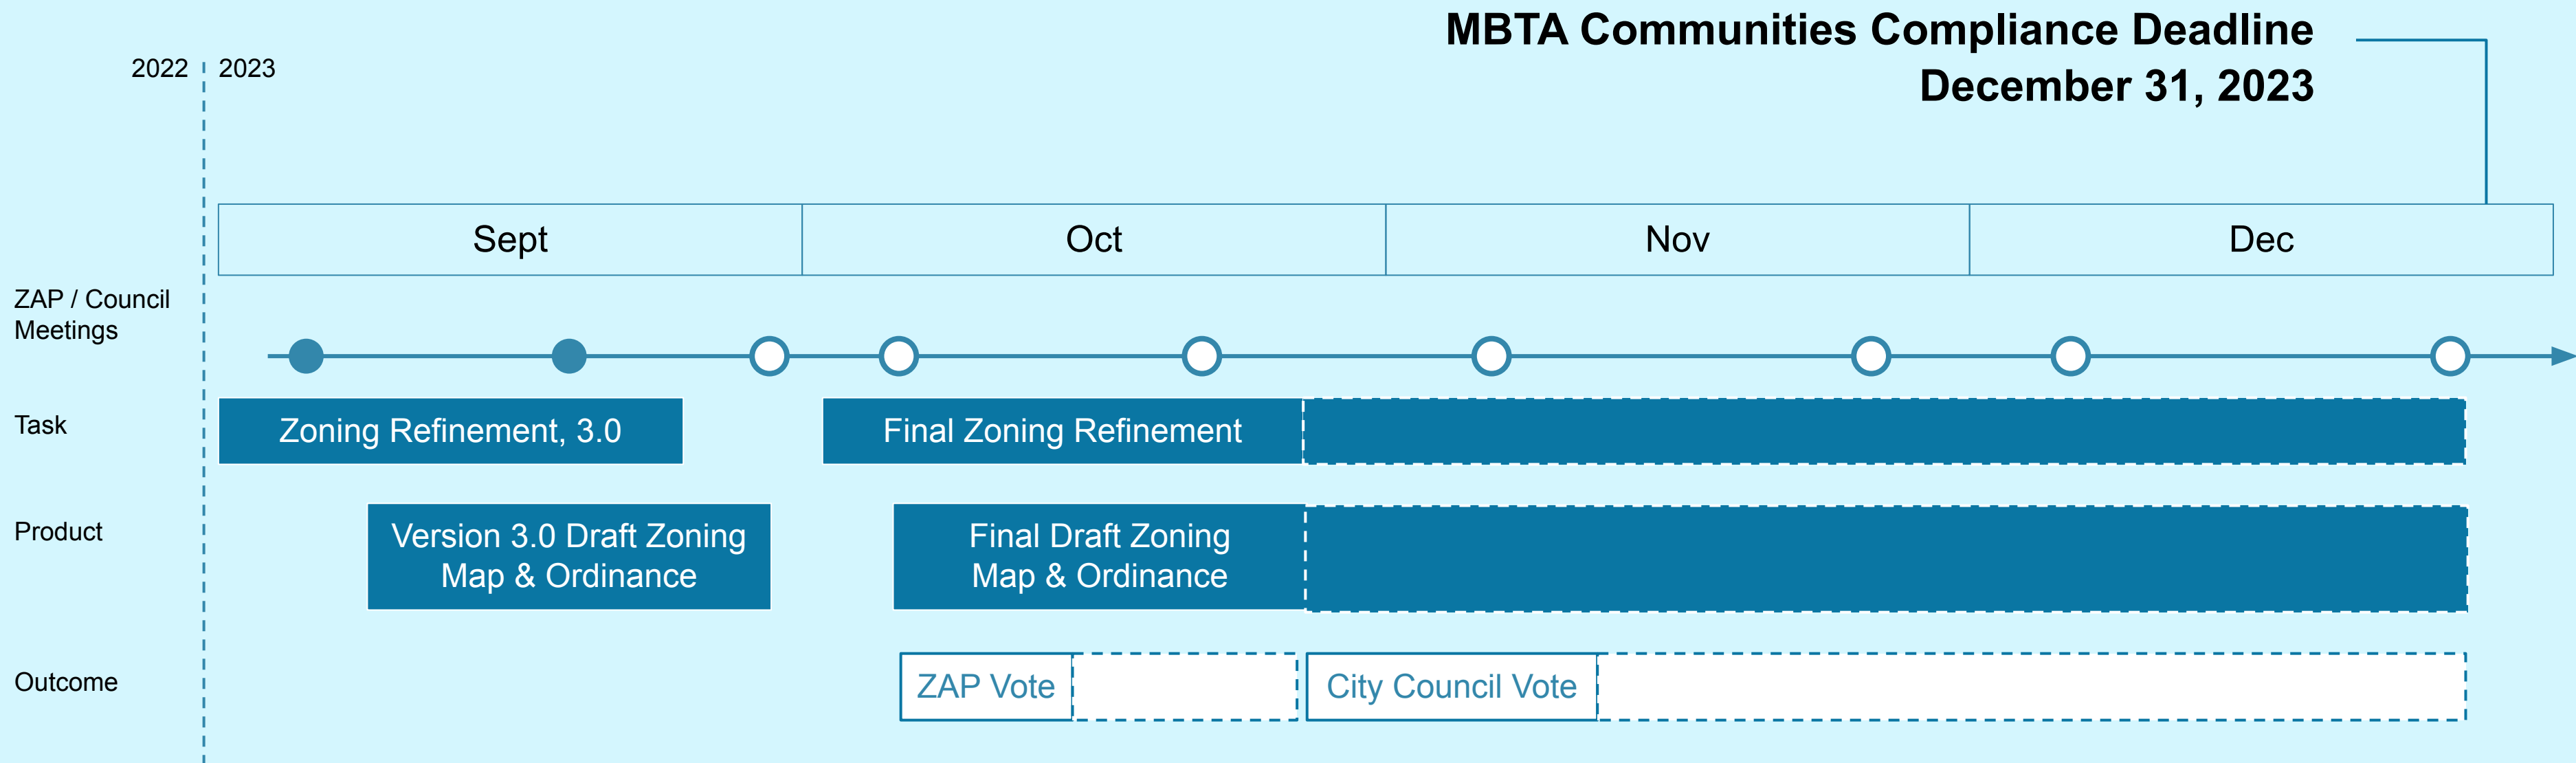 MBTA Communities Compliance Deadline
December 31, 2023
2022
2023
Sept
Oct
Nov
Dec
ZAP / Council
Meetings
Task
Zoning Refinement, 3.0
Final Zoning Refinement
Product
Version 3.0 Draft Zoning
Map & Ordinance
Final Draft Zoning
Map & Ordinance
Outcome
ZAP Vote
City Council Vote